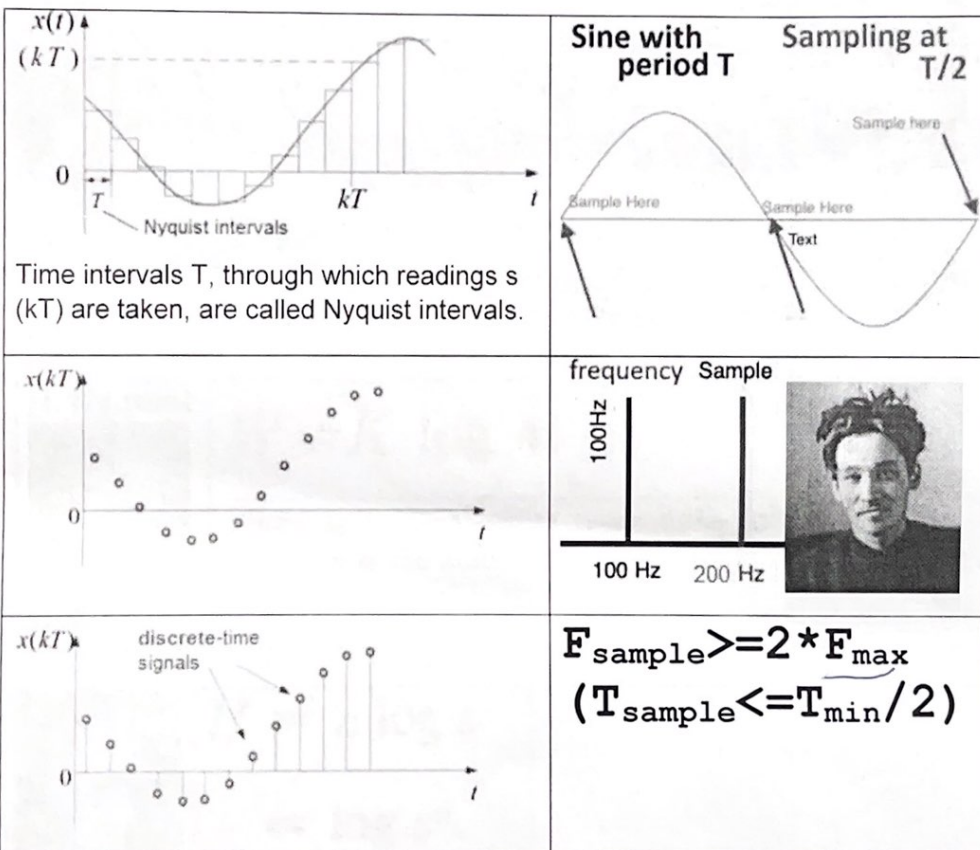 x(t)
(kT)
0
T
kT
t
Nyquist intervals
Time intervals T, through which readings s
(kT) are taken, are called Nyquist intervals.
Sine with
period T
Sampling at
T/2
Sample here
Sample Here
Sample Here
Text
x(kT)
0
t
frequency Sample
100Hz
100 Hz 200 Hz
x(kT)
discrete-time
signals
0
t
Fsample>=2*Fmax
(Tsample<=Tmin/2)